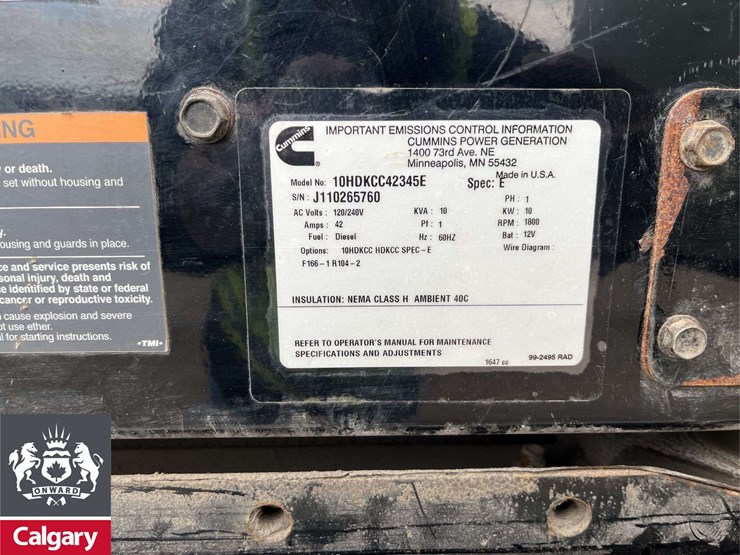 NG
y or death.
set without housing and
y.
ousing and guards in place.
ce and service presents risk of
sonal injury, death and
ce identified by state or federal
cancer or reproductive toxicity.
cause explosion and severe
ot use ether.
al for starting instructions.
-TMI-
Cummins
IMPORTANT EMISSIONS CONTROL INFORMATION
CUMMINS POWER GENERATION
1400 73rd Ave. NE
Minneapolis, MN 55432
Made in U.S.A.
Model No: 10HDKCC42345E Spec: E
S/N : J110265760 PH : 1
AC Volts : 120/240V KVA : 10 KW : 10
Amps : 42 Pf : 1 RPM : 1800
Fuel : Diesel Hz : 60HZ Bat : 12V
Options: 10HDKCC HDKCC SPEC-E Wire Diagram :
F166-1 R104-2
INSULATION: NEMA CLASS H AMBIENT 40C
REFER TO OPERATOR'S MANUAL FOR MAINTENANCE
SPECIFICATIONS AND ADJUSTMENTS
1647 cc 99-2495 RAD
ONWARD
Calgary